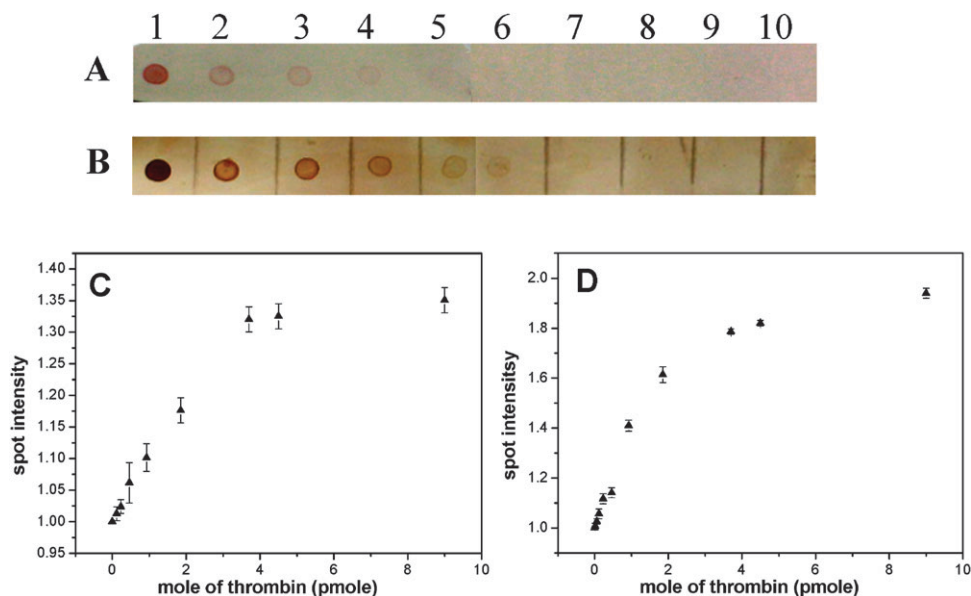 1 2 3 4 5 6 7 8 9 10
A
B
C
1.40
1.35
1.30
1.25
1.20
1.15
1.10
1.05
1.00
0.95
spot intensity
0 2 4 6 8 10
mole of thrombin (pmole)
D
2.0
1.8
1.6
1.4
1.2
1.0
spot intensitsy
0 2 4 6 8 10
mole of thrombin (pmole)